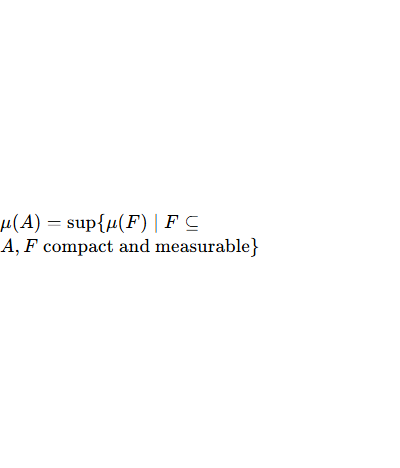 μ(A) = sup{μ(F) | F ⊆
A, F compact and measurable}